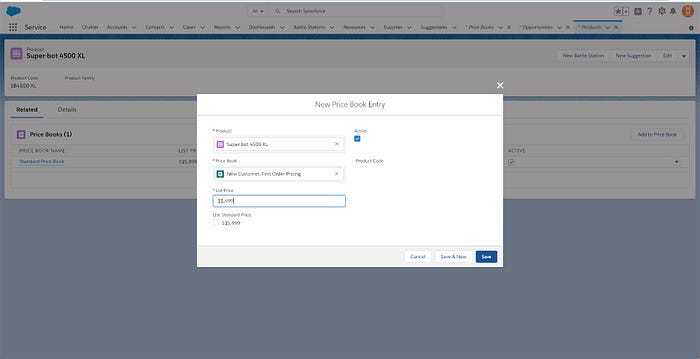 All
Search Salesforce
Service
Home
Chatter
Accounts
Contacts
Cases
Reports
Dashboards
Battle Stations
Resources
Supplies
Suggestions
* Price Books
* Opportunities
* Products
Product
Super-bot 4500 XL
New Battle Station
New Suggestion
Edit
Product Code
Product Family
SB4500 XL
Related
Details
Price Books (1)
Add to Price Book
PRICE BOOK NAME
LIST PR
ACTIVE
Standard Price Book
$15,999
New Price Book Entry
* Product
Active
Super-bot 4500 XL
* Price Book
Product Code
New Customer, First Order Pricing
* List Price
11,499
Use Standard Price
$15,999
Cancel
Save & New
Save